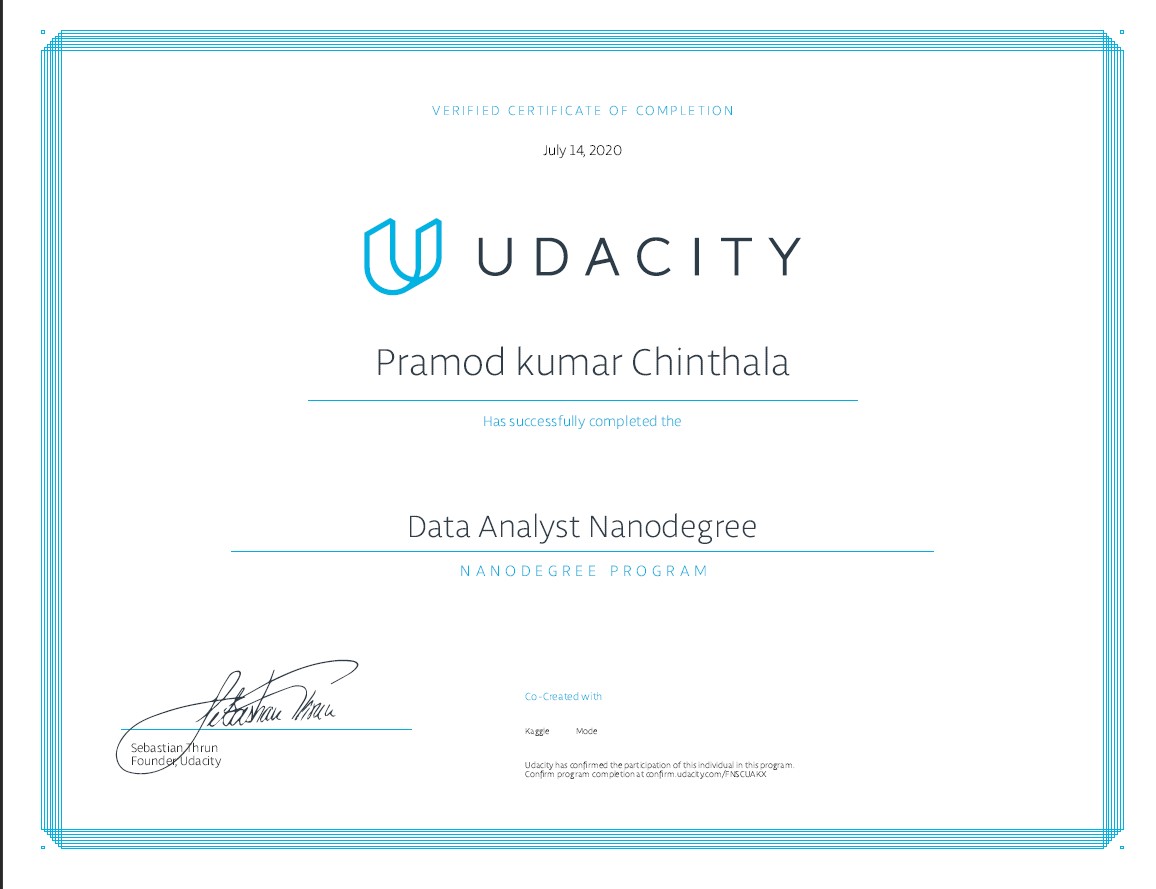 VERIFIED CERTIFICATE OF COMPLETION
July 14, 2020
UDACITY
Pramod kumar Chinthala
Has successfully completed the
Data Analyst Nanodegree
NANODEGREE PROGRAM
Sebastian Thrun
Sebastian Thrun
Founder, Udacity
Co-Created with
Kaggle Mode
Udacity has confirmed the participation of this individual in this program.
Confirm program completion at confirm.udacity.com/FNSCUAKX